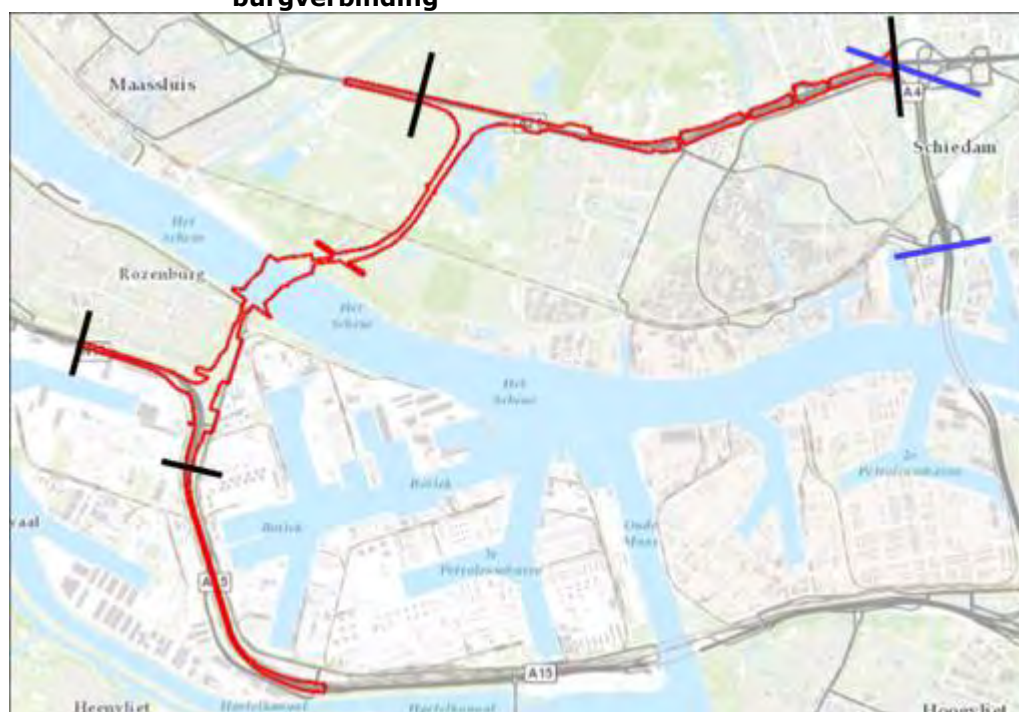 burgverbinding
Maassluis
A4
Schiedam
Het
Scheur
Rozenburg
Het
Scheur
Het
Scheur
2e
Petroleumhaven
Botlek
Botlek
Oude
Maas
3e
Petroleumhaven
A15
Heenvliet
Hartelkanaal
Hartelkanaal
Hoogvliet